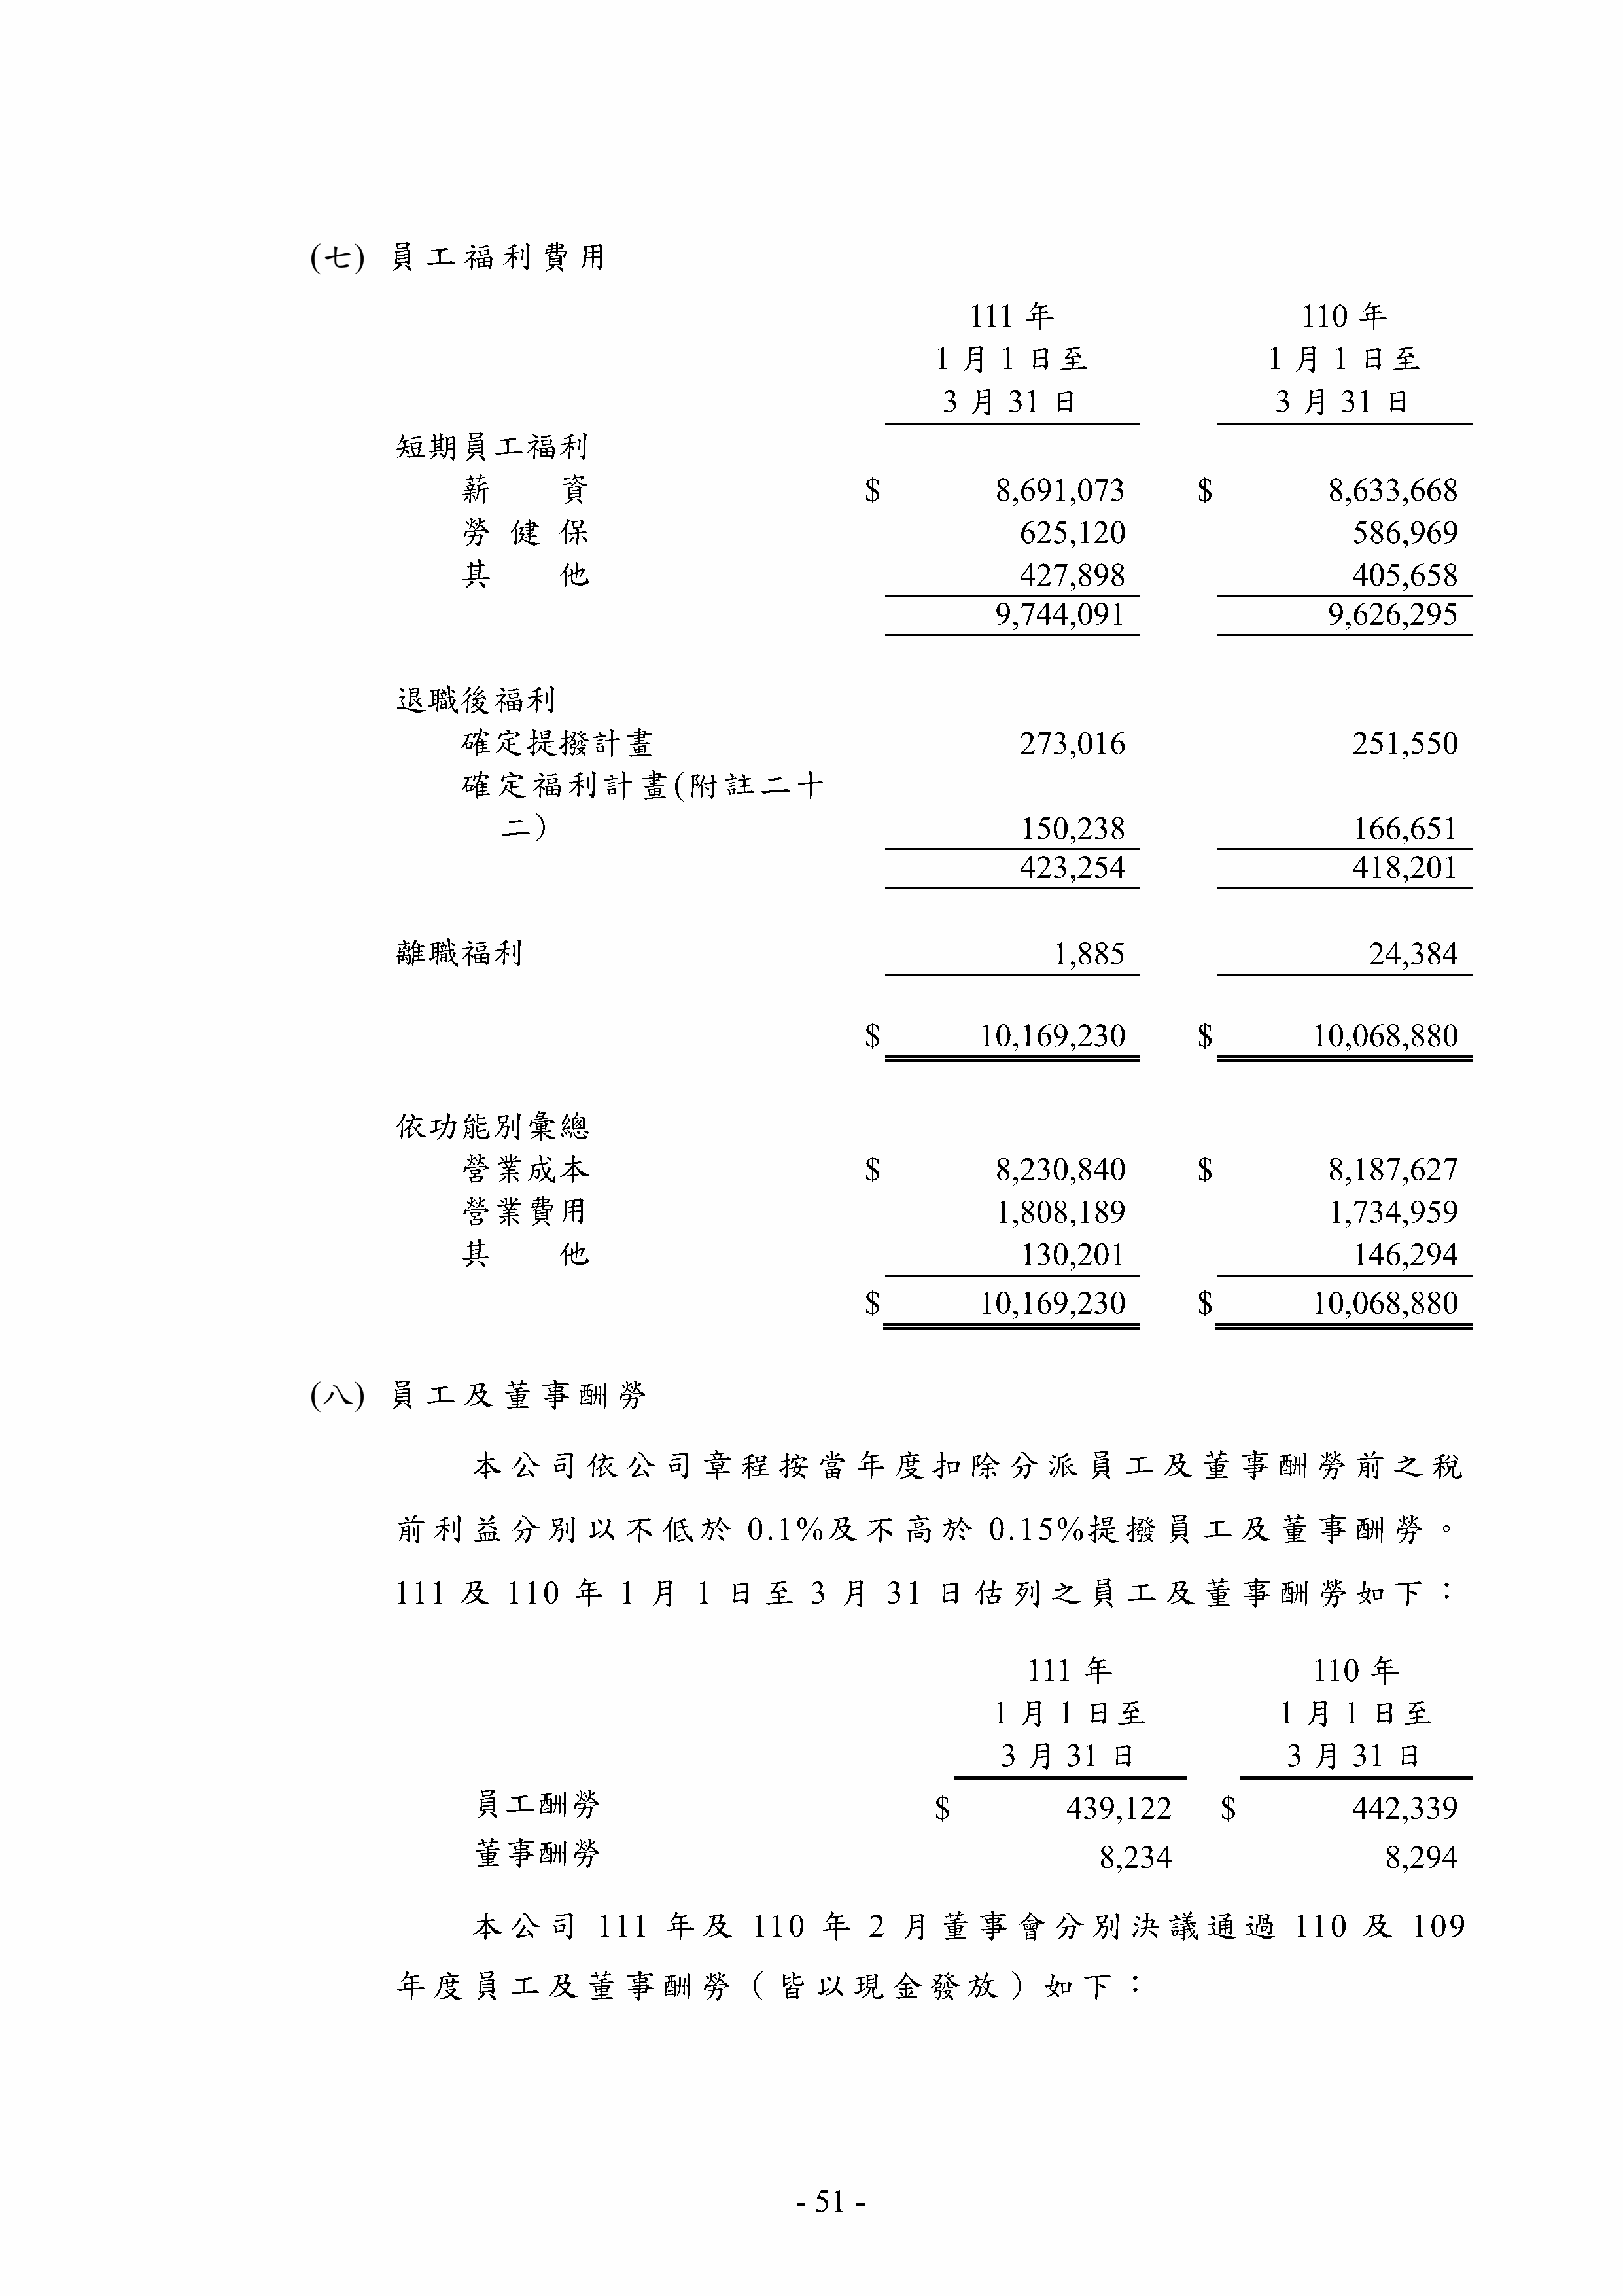 (七) 員工福利費用
111 年 110 年
1 月 1 日至 1 月 1 日至
3 月 31 日 3 月 31 日
短期員工福利
薪 資 $ 8,691,073 $ 8,633,668
勞 健 保 625,120 586,969
其 他 427,898 405,658
9,744,091 9,626,295
退職後福利
確定提撥計畫 273,016 251,550
確定福利計畫(附註二十
二) 150,238 166,651
423,254 418,201
離職福利 1,885 24,384
$ 10,169,230 $ 10,068,880
依功能別彙總
營業成本 $ 8,230,840 $ 8,187,627
營業費用 1,808,189 1,734,959
其 他 130,201 146,294
$ 10,169,230 $ 10,068,880
(八) 員工及董事酬勞
本公司依公司章程按當年度扣除分派員工及董事酬勞前之稅
前利益分別以不低於 0.1%及不高於 0.15%提撥員工及董事酬勞。
111 及 110 年 1 月 1 日至 3 月 31 日估列之員工及董事酬勞如下：
111 年 110 年
1 月 1 日至 1 月 1 日至
3 月 31 日 3 月 31 日
員工酬勞 $ 439,122 $ 442,339
董事酬勞 8,234 8,294
本公司 111 年及 110 年 2 月董事會分別決議通過 110 及 109
年度員工及董事酬勞（皆以現金發放）如下：
- 51 -